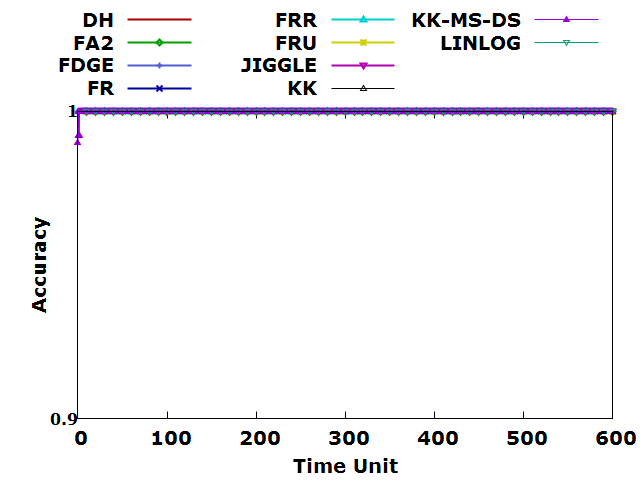 DH FRR KK-MS-DS
FA2 FRU LINLOG
FDGE JIGGLE
FR KK
1
Accuracy
0.9
0 100 200 300 400 500 600
Time Unit